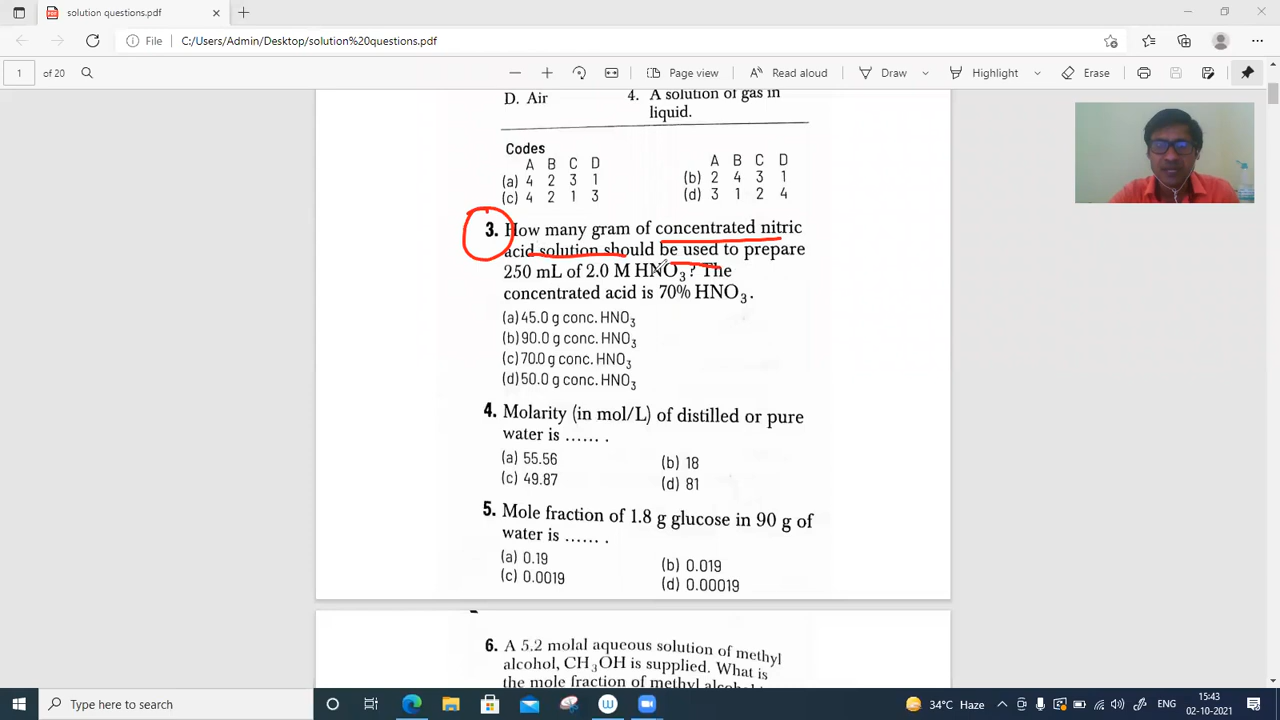 solution questions.pdf
File
C:/Users/Admin/Desktop/solution%20questions.pdf
1 of 20
Page view
Read aloud
Draw
Highlight
Erase
D. Air 4. A solution of gas in
liquid.
Codes
A B C D A B C D
(a) 4 2 3 1 (b) 2 4 3 1
(c) 4 2 1 3 (d) 3 1 2 4
3. How many gram of concentrated nitric
acid solution should be used to prepare
250 mL of 2.0 M HNO₃? The
concentrated acid is 70% HNO₃.
(a) 45.0 g conc. HNO₃
(b) 90.0 g conc. HNO₃
(c) 70.0 g conc. HNO₃
(d) 50.0 g conc. HNO₃
4. Molarity (in mol/L) of distilled or pure
water is ...... .
(a) 55.56 (b) 18
(c) 49.87 (d) 81
5. Mole fraction of 1.8 g glucose in 90 g of
water is ...... .
(a) 0.19 (b) 0.019
(c) 0.0019 (d) 0.00019
6. A 5.2 molal aqueous solution of methyl
alcohol, CH₃OH is supplied. What is
the mole fraction of methyl alcohol
Type here to search
34°C Haze
ENG
15:43
02-10-2021